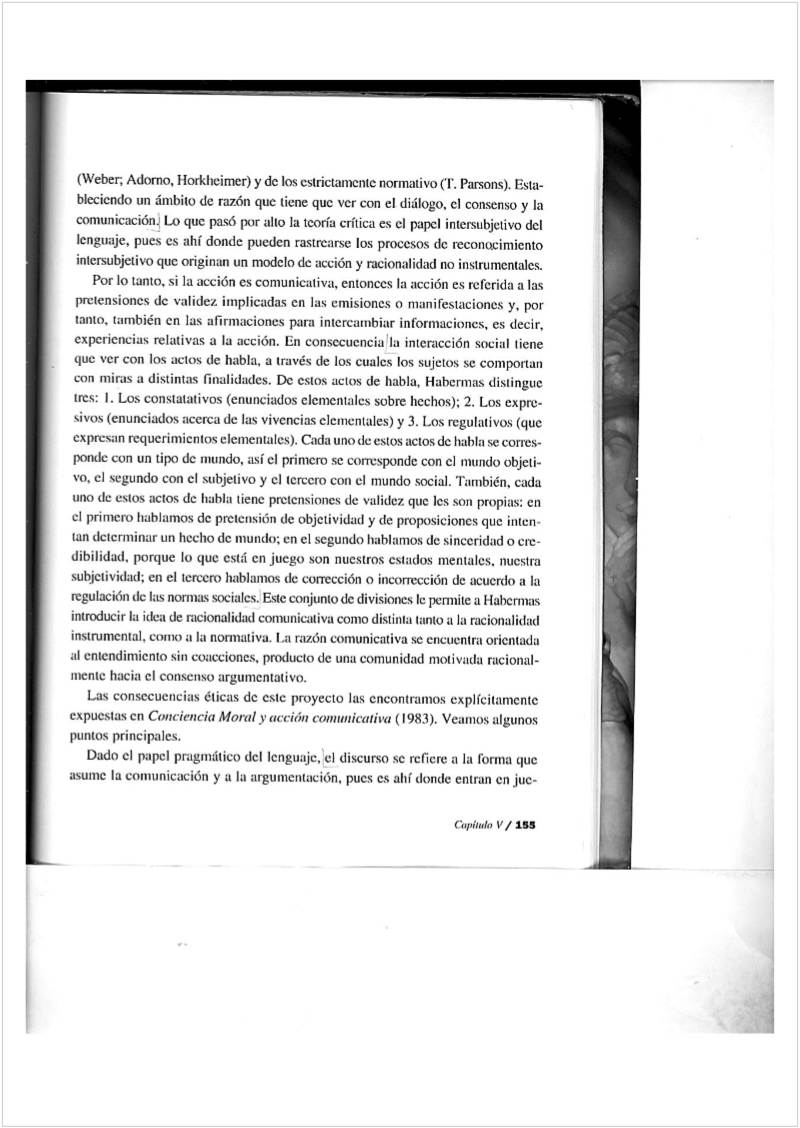 (Weber; Adorno, Horkheimer) y de los estrictamente normativo (T. Parsons). Esta-
bleciendo un ámbito de razón que tiene que ver con el diálogo, el consenso y la
comunicación. Lo que pasó por alto la teoría crítica es el papel intersubjetivo del
lenguaje, pues es ahí donde pueden rastrearse los procesos de reconocimiento
intersubjetivo que originan un modelo de acción y racionalidad no instrumentales.
Por lo tanto, si la acción es comunicativa, entonces la acción es referida a las
pretensiones de validez implicadas en las emisiones o manifestaciones y, por
tanto, también en las afirmaciones para intercambiar informaciones, es decir,
experiencias relativas a la acción. En consecuencia la interacción social tiene
que ver con los actos de habla, a través de los cuales los sujetos se comportan
con miras a distintas finalidades. De estos actos de habla, Habermas distingue
tres: 1. Los constatativos (enunciados elementales sobre hechos); 2. Los expre-
sivos (enunciados acerca de las vivencias elementales) y 3. Los regulativos (que
expresan requerimientos elementales). Cada uno de estos actos de habla se corres-
ponde con un tipo de mundo, así el primero se corresponde con el mundo objeti-
vo, el segundo con el subjetivo y el tercero con el mundo social. También, cada
uno de estos actos de habla tiene pretensiones de validez que les son propias: en
el primero hablamos de pretensión de objetividad y de proposiciones que inten-
tan determinar un hecho de mundo; en el segundo hablamos de sinceridad o cre-
dibilidad, porque lo que está en juego son nuestros estados mentales, nuestra
subjetividad; en el tercero hablamos de corrección o incorrección de acuerdo a la
regulación de las normas sociales. Este conjunto de divisiones le permite a Habermas
introducir la idea de racionalidad comunicativa como distinta tanto a la racionalidad
instrumental, como a la normativa. La razón comunicativa se encuentra orientada
al entendimiento sin coacciones, producto de una comunidad motivada racional-
mente hacia el consenso argumentativo.
Las consecuencias éticas de este proyecto las encontramos explícitamente
expuestas en Conciencia Moral y acción comunicativa (1983). Veamos algunos
puntos principales.
Dado el papel pragmático del lenguaje, el discurso se refiere a la forma que
asume la comunicación y a la argumentación, pues es ahí donde entran en jue-
Capítulo V / 155